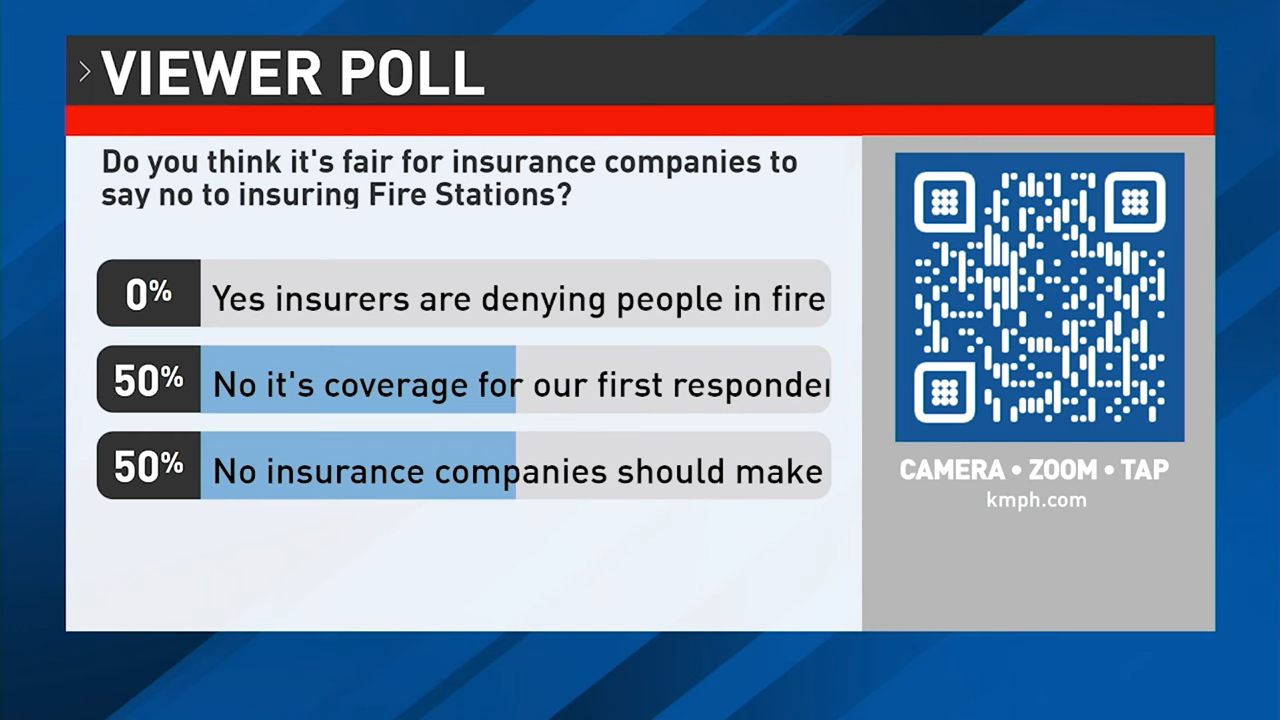 VIEWER POLL
Do you think it's fair for insurance companies to
say no to insuring Fire Stations?
0% Yes insurers are denying people in fire
50% No it's coverage for our first responder
50% No insurance companies should make
CAMERA • ZOOM • TAP
kmph.com